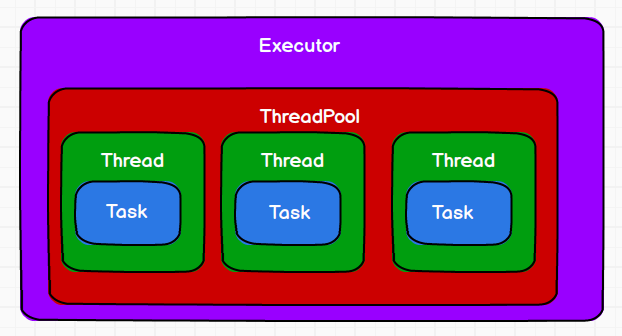 Executor
ThreadPool
Thread Thread Thread
Task Task Task